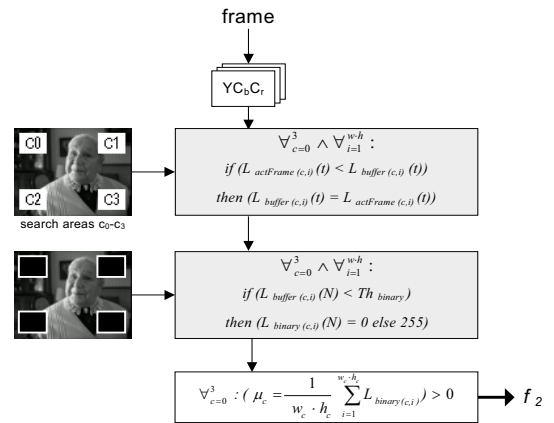 frame
YCbCr
∀³c=0 ∧ ∀w·hi=1 :
if (L actFrame (c,i) (t) < L buffer (c,i) (t))
then (L buffer (c,i) (t) = L actFrame (c,i) (t))
C0 C1
C2 C3
search areas c0-c3
∀³c=0 ∧ ∀w·hi=1 :
if (L buffer (c,i) (N) < Th binary)
then (L binary (c,i) (N) = 0 else 255)
∀³c=0 : ( μc = 1 / wc · hc wc·hc ∑ i=1 L binary (c,i) ) > 0
f2